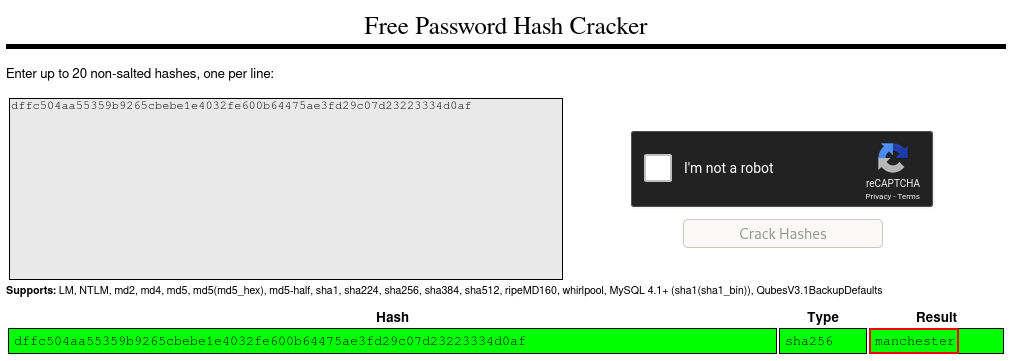 Free Password Hash Cracker
Enter up to 20 non-salted hashes, one per line:
dffc504aa55359b9265cbebe1e4032fe600b64475ae3fd29c07d23223334d0af
I'm not a robot
reCAPTCHA
Privacy - Terms
Crack Hashes
Supports: LM, NTLM, md2, md4, md5, md5(md5_hex), md5-half, sha1, sha224, sha256, sha384, sha512, ripeMD160, whirlpool, MySQL 4.1+ (sha1(sha1_bin)), QubesV3.1BackupDefaults
Hash Type Result
dffc504aa55359b9265cbebe1e4032fe600b64475ae3fd29c07d23223334d0af sha256 manchester